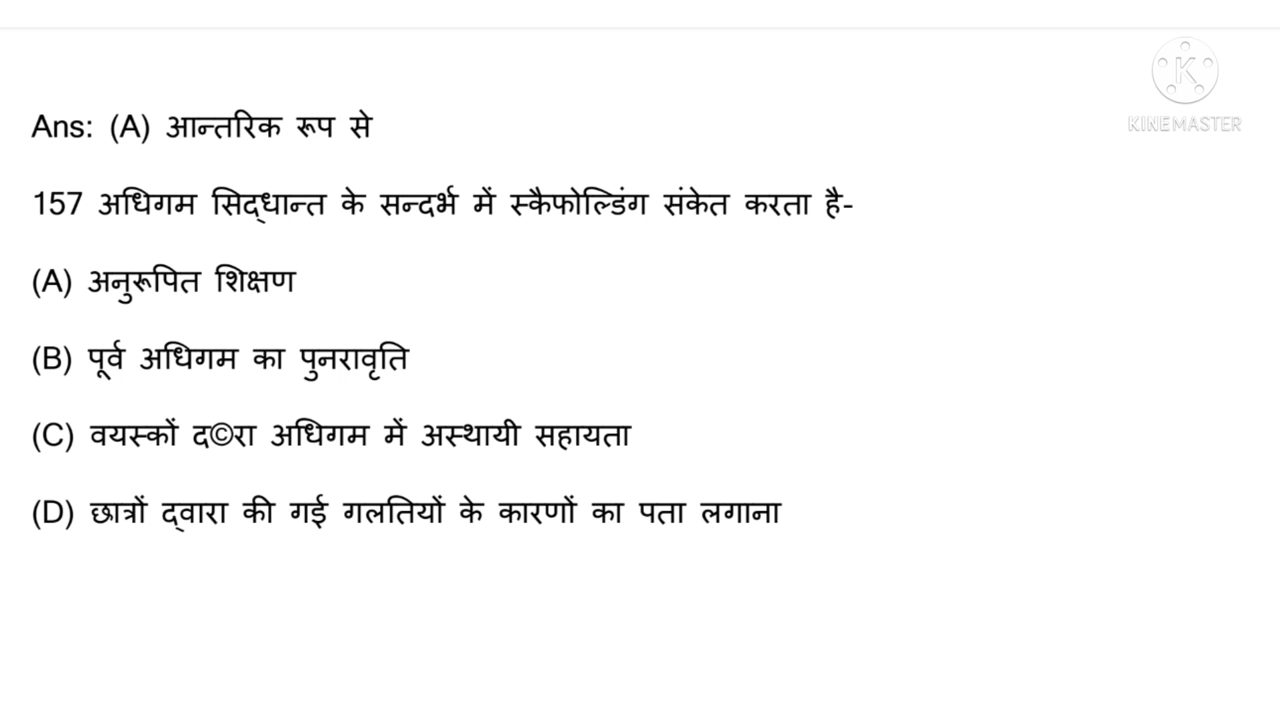 KINEMASTER
Ans: (A) आन्तरिक रूप से
157 अधिगम सिद्धान्त के सन्दर्भ में स्कैफोल्डिंग संकेत करता है-
(A) अनुरूपित शिक्षण
(B) पूर्व अधिगम का पुनरावृति
(C) वयस्कों द©रा अधिगम में अस्थायी सहायता
(D) छात्रों द्वारा की गई गलतियों के कारणों का पता लगाना